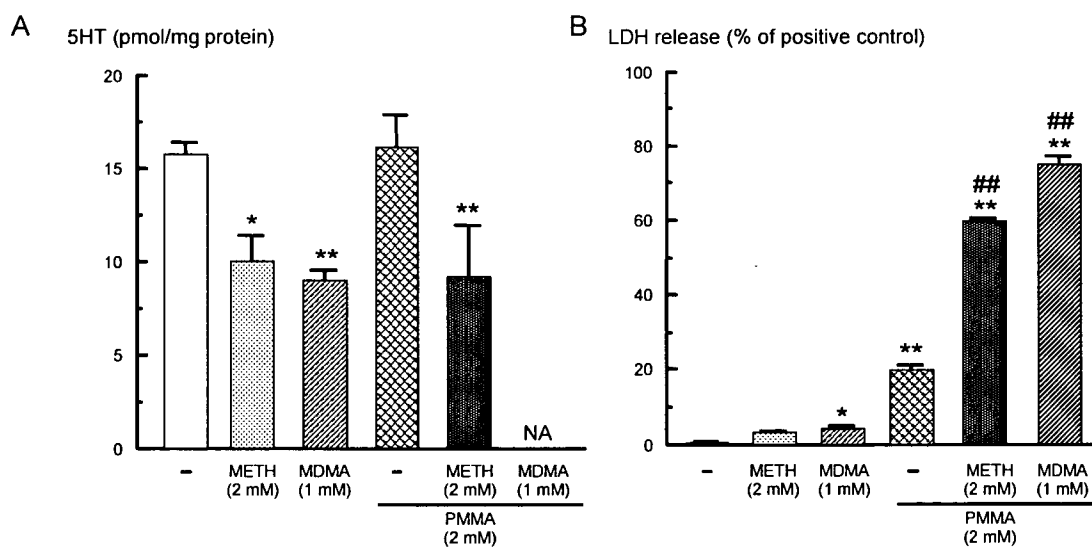 A 5HT (pmol/mg protein)
20
15
10
5
0
*
**
**
NA
–
METH
(2 mM)
MDMA
(1 mM)
–
METH
(2 mM)
MDMA
(1 mM)
PMMA
(2 mM)
B LDH release (% of positive control)
100
80
60
40
20
0
*
**
##
**
##
**
–
METH
(2 mM)
MDMA
(1 mM)
–
METH
(2 mM)
MDMA
(1 mM)
PMMA
(2 mM)